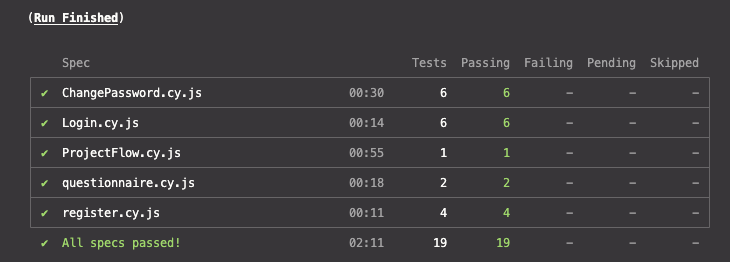 (Run Finished)
Spec Tests Passing Failing Pending Skipped
✔ ChangePassword.cy.js 00:30 6 6 – – –
✔ Login.cy.js 00:14 6 6 – – –
✔ ProjectFlow.cy.js 00:55 1 1 – – –
✔ questionnaire.cy.js 00:18 2 2 – – –
✔ register.cy.js 00:11 4 4 – – –
✔ All specs passed! 02:11 19 19 – – –